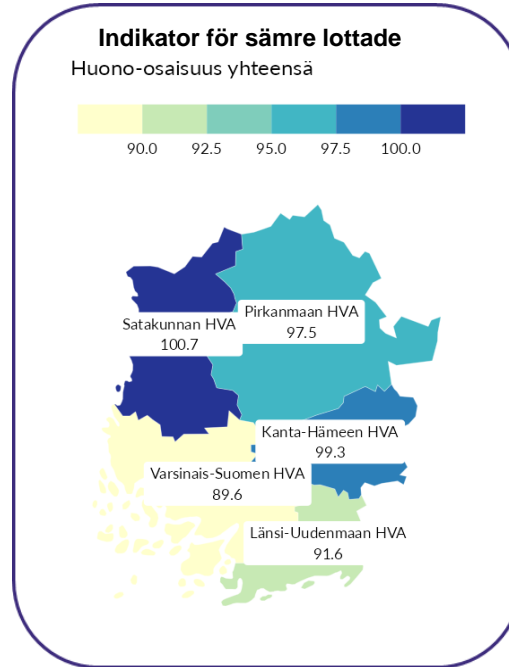 Indikator för sämre lottade
Huono-osaisuus yhteensä
90.0 92.5 95.0 97.5 100.0
Satakunnan HVA
100.7
Pirkanmaan HVA
97.5
Kanta-Hämeen HVA
99.3
Varsinais-Suomen HVA
89.6
Länsi-Uudenmaan HVA
91.6